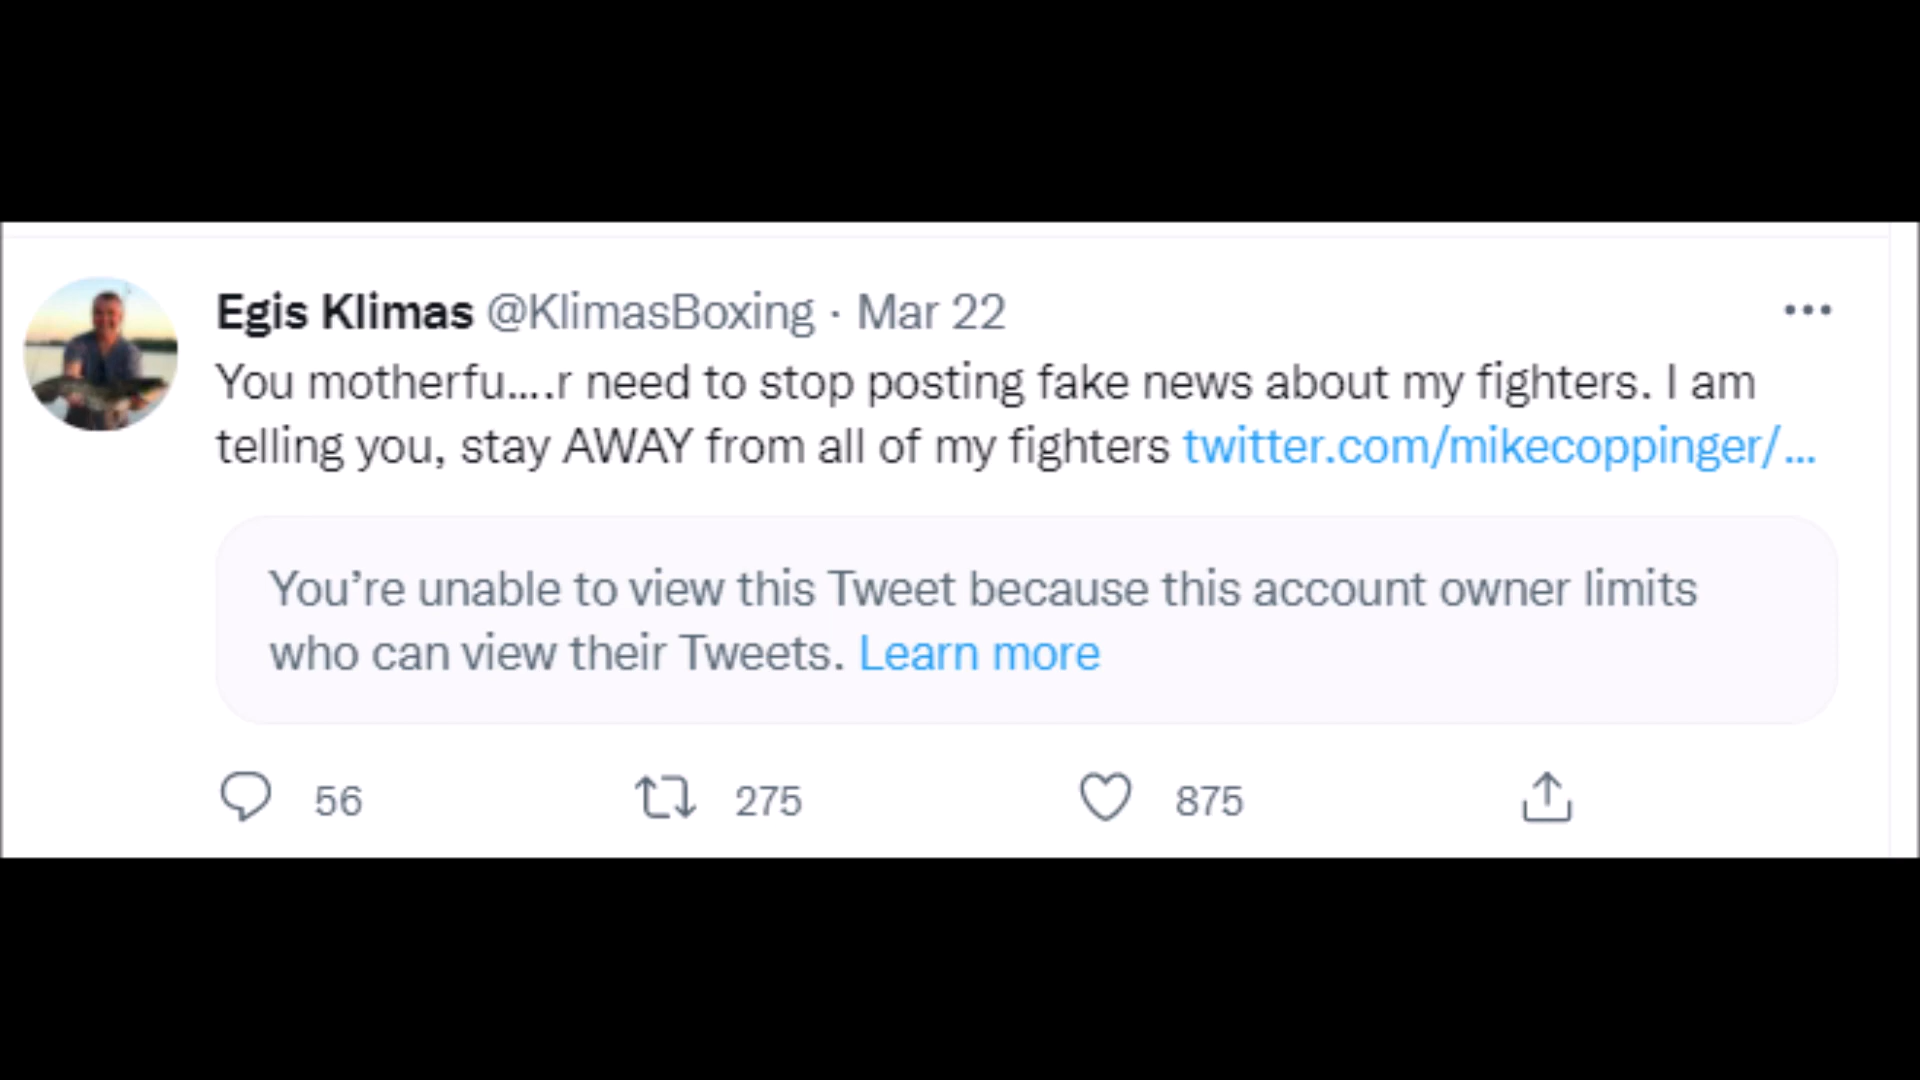 Egis Klimas @KlimasBoxing · Mar 22
You motherfu....r need to stop posting fake news about my fighters. I am
telling you, stay AWAY from all of my fighters twitter.com/mikecoppinger/...
You’re unable to view this Tweet because this account owner limits
who can view their Tweets. Learn more
56 275 875